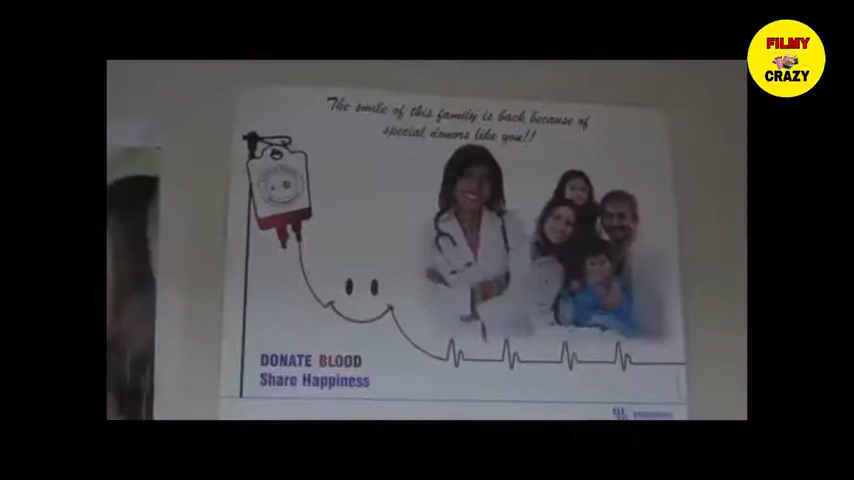 FILMY
CRAZY
The smile of this family is back because of
special donors like you!!
DONATE BLOOD
Share Happiness